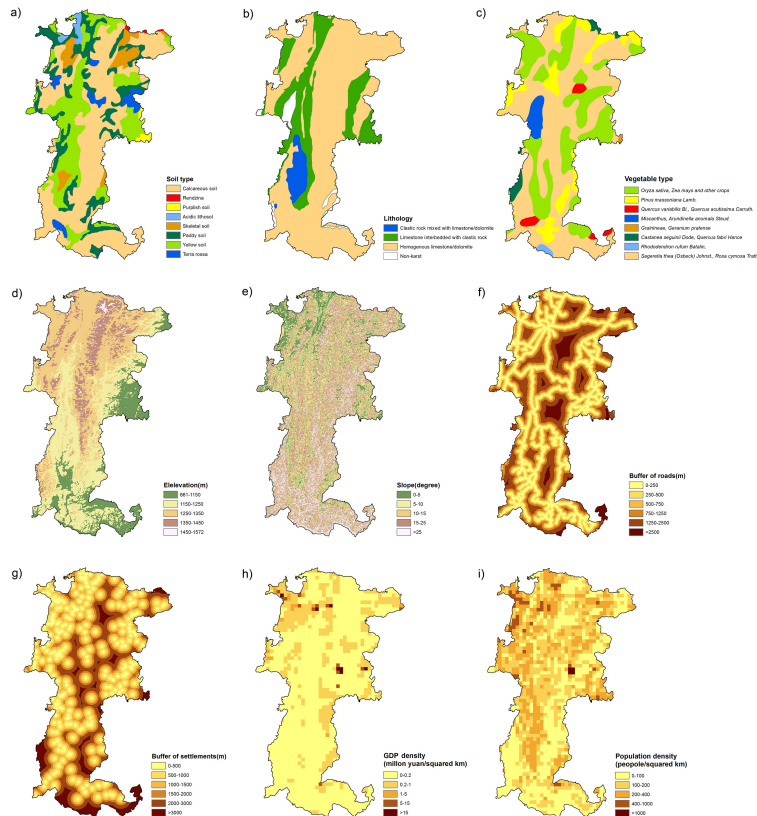 a)
b)
c)
Soil type
Calcareous soil
Rendzina
Purplish soil
Acidic lithosol
Skeletal soil
Paddy soil
Yellow soil
Terra rossa
Lithology
Clastic rock mixed with limestone/dolomite
Limestone interbedded with clastic rock
Homogenous limestone/dolomite
Non-karst
Vegetable type
Oryza sativa, Zea mays and other crops
Pinus massoniana Lamb.
Quercus variabilis Bl., Quercus acutissima Carruth.
Miscanthus, Arundinella anomala Steud.
Gralmineae, Geranium pratense
Castanea seguinii Dode, Quercus fabri Hance
Rhododendron rufum Batalin,
Sageretia thea (Osbeck) Johnst., Rosa cymosa Tratt
d)
e)
f)
Elelevation(m)
661-1150
1150-1250
1250-1350
1350-1450
1450-1572
Slope(degree)
0-5
5-10
10-15
15-25
>25
Buffer of roads(m)
0-250
250-500
500-750
750-1250
1250-2500
>2500
g)
h)
i)
Buffer of settlements(m)
0-500
500-1000
1000-1500
1500-2000
2000-3000
>3000
GDP density
(millon yuan/squared km)
0-0.2
0.2-1
1-5
5-15
>15
Population density
(peopole/squared km)
0-100
100-200
200-400
400-1000
>1000